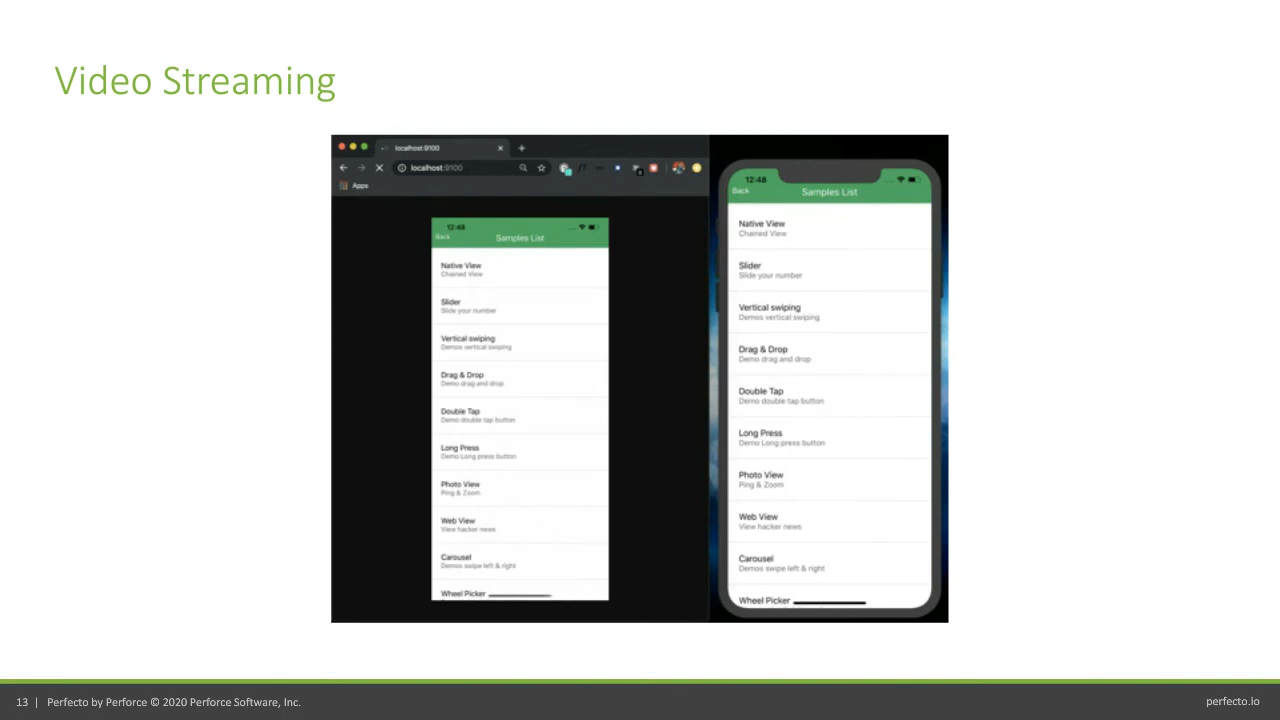 Video Streaming
localhost:9100
localhost:9100
Apps
12:48
Back
Samples List
Native View
Chained View
Slider
Slide your number
Vertical swiping
Demos vertical swiping
Drag & Drop
Demo drag and drop
Double Tap
Demo double tap button
Long Press
Demo Long press button
Photo View
Ping & Zoom
Web View
View hacker news
Carousel
Demos swipe left & right
Wheel Picker
12:48
Back
Samples List
Native View
Chained View
Slider
Slide your number
Vertical swiping
Demos vertical swiping
Drag & Drop
Demo drag and drop
Double Tap
Demo double tap button
Long Press
Demo Long press button
Photo View
Ping & Zoom
Web View
View hacker news
Carousel
Demos swipe left & right
Wheel Picker
13 | Perfecto by Perforce © 2020 Perforce Software, Inc.
perfecto.io